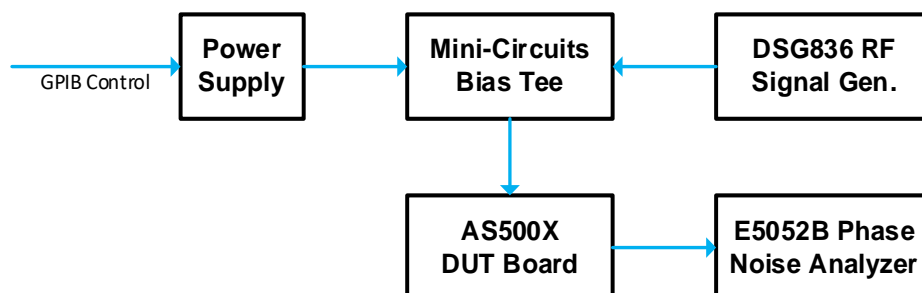 Power
Supply
Mini-Circuits
Bias Tee
DSG836 RF
Signal Gen.
GPIB Control
AS500X
DUT Board
E5052B Phase
Noise Analyzer